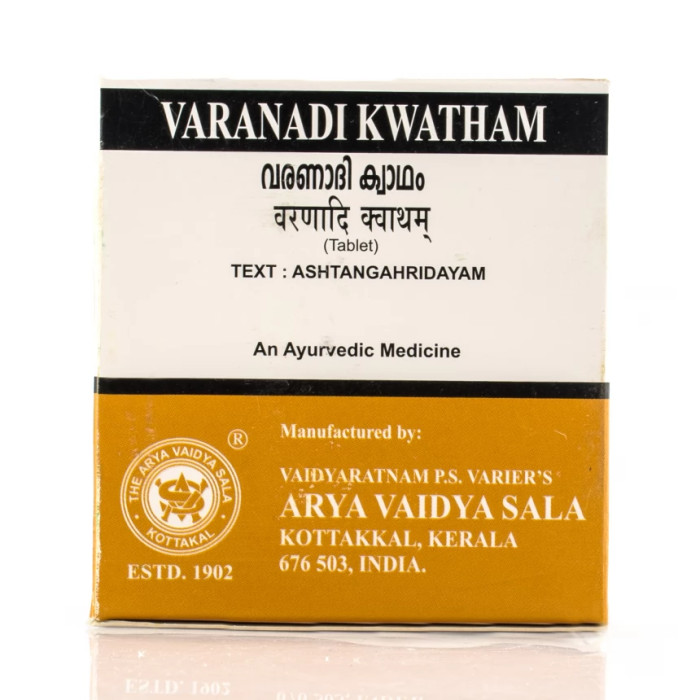 VARANADI KWATHAM
വരണാദി ക്വാഥം
वरणादि क्वाथम्
(Tablet)
TEXT : ASHTANGAHRIDAYAM
An Ayurvedic Medicine
®
THE ARYA VAIDYA SALA
• KOTTAKAL •
ESTD. 1902
Manufactured by:
VAIDYARATNAM P.S. VARIER'S
ARYA VAIDYA SALA
KOTTAKKAL, KERALA
676 503, INDIA.